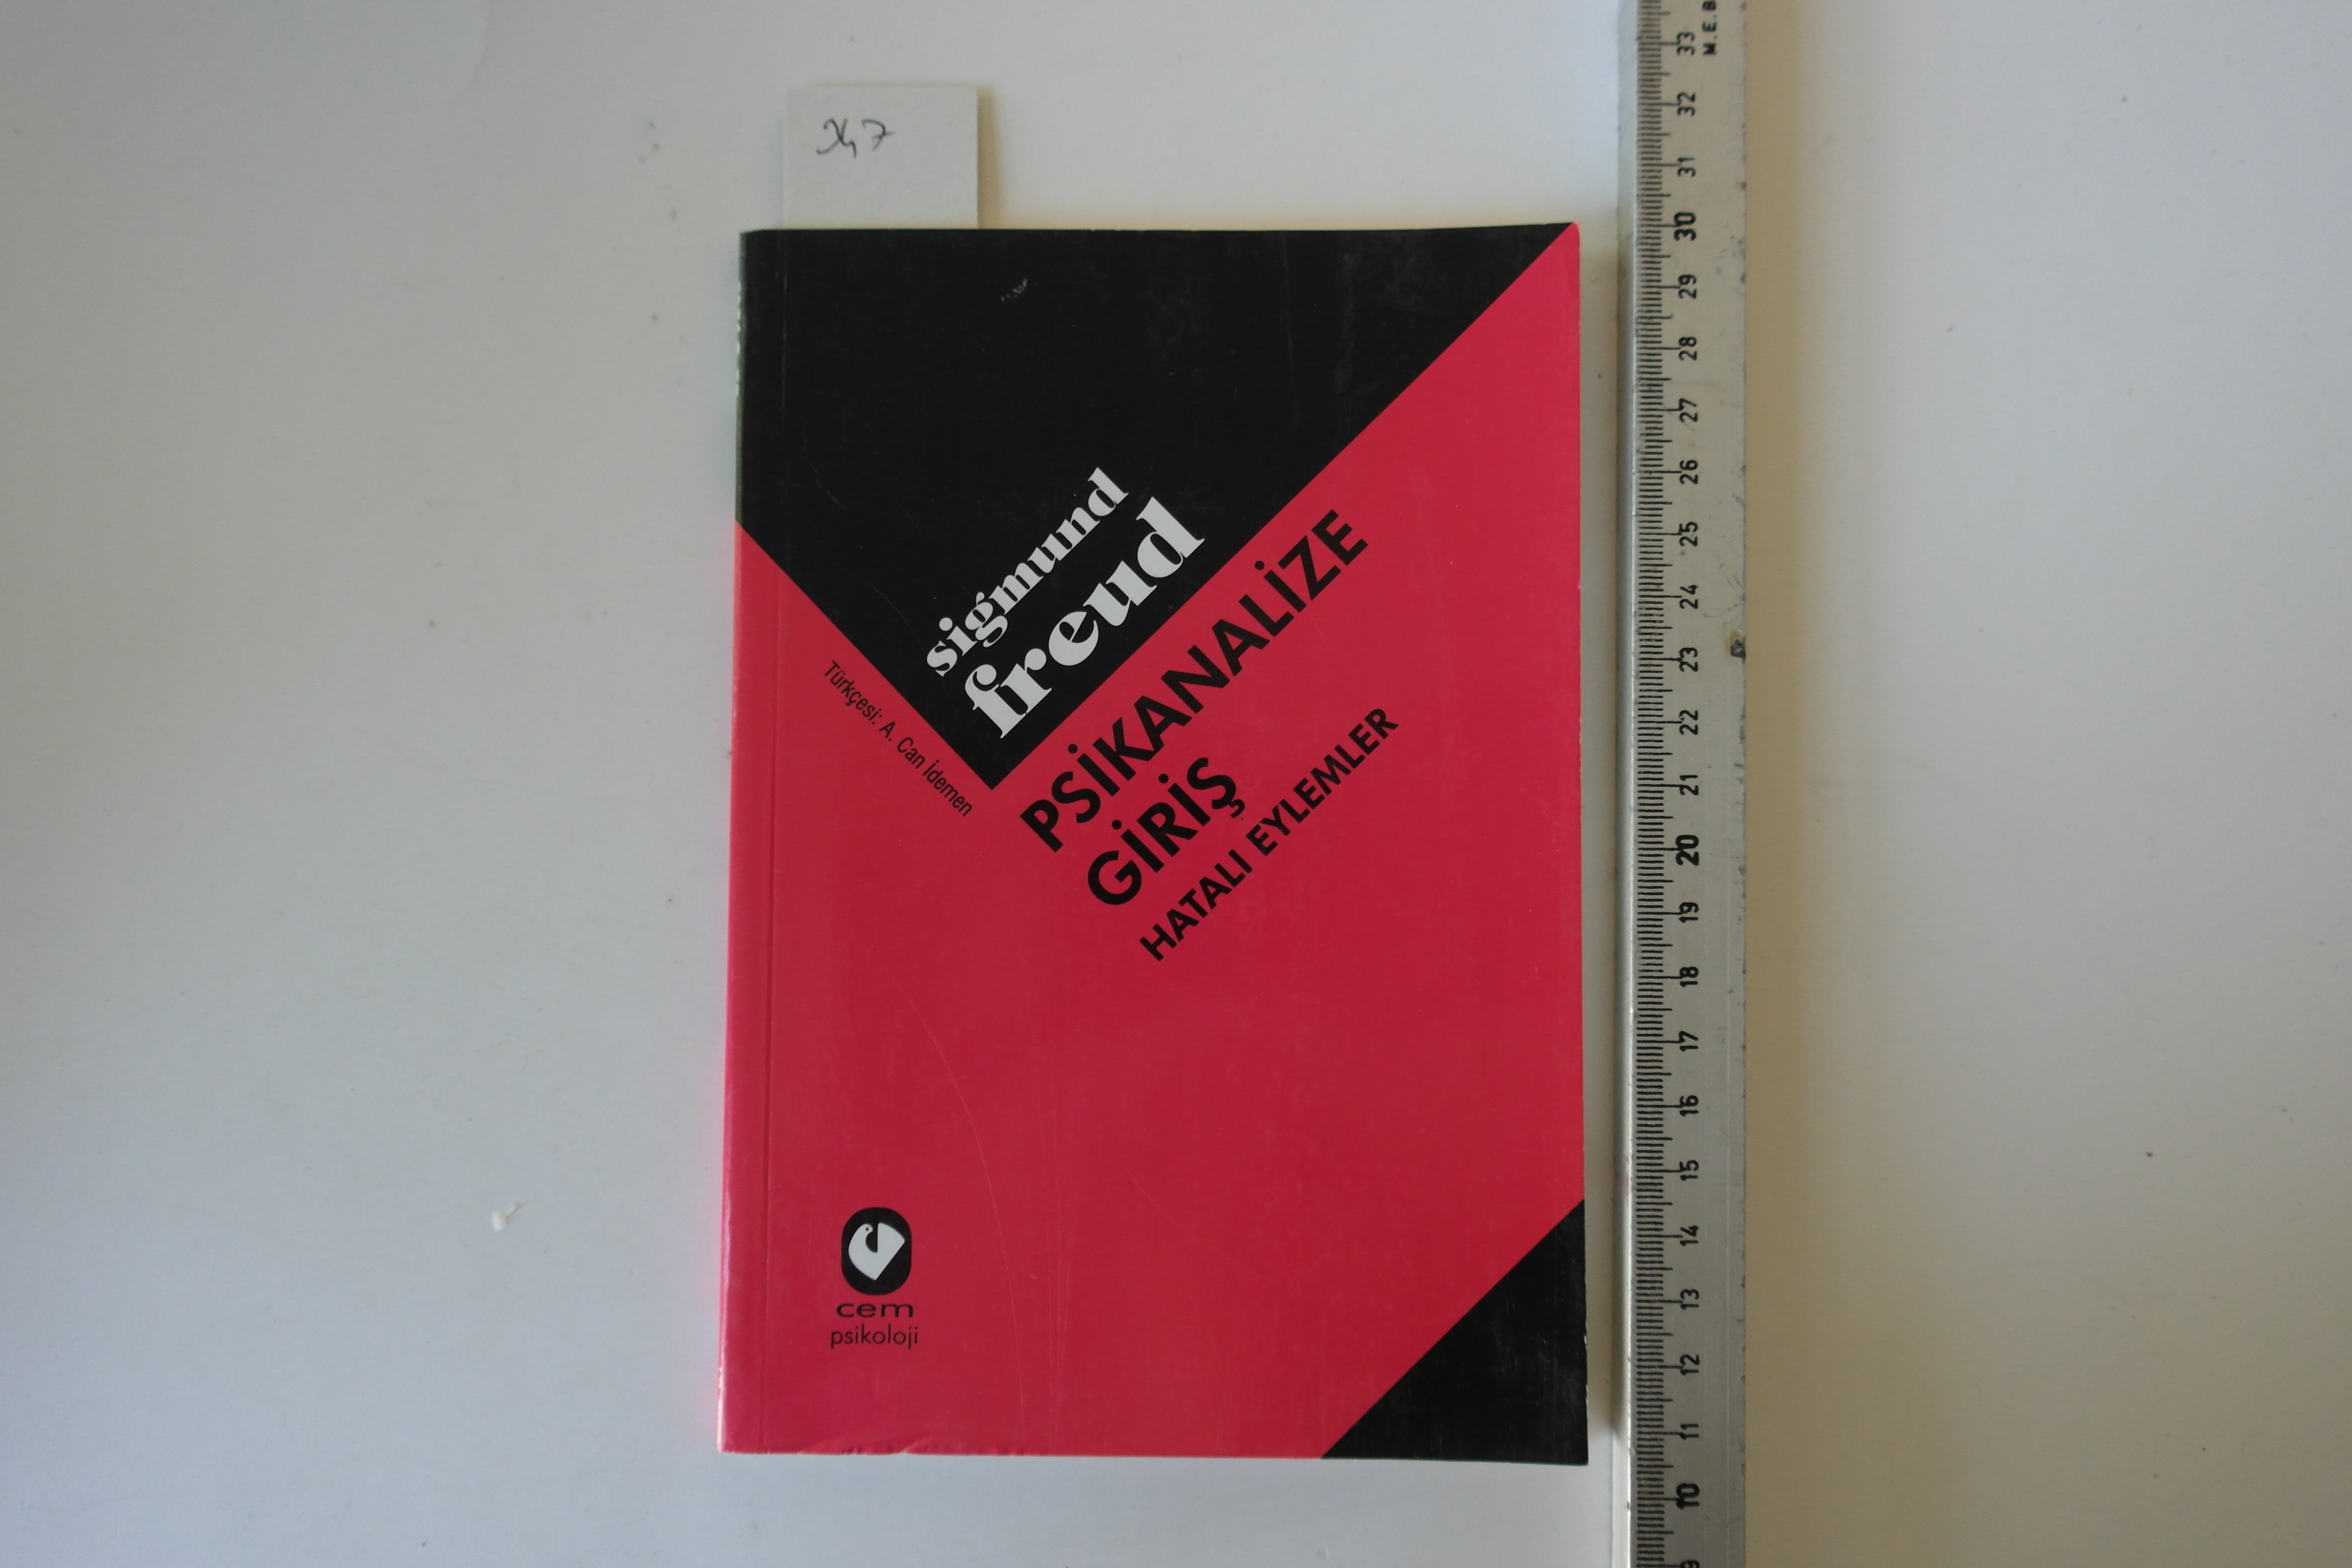 sigmund
freud
Türkçesi: A. Can İdemen
PSİKANALİZE
GİRİŞ
HATALI EYLEMLER
cem
psikoloji
M.E.B
33
32
31
30
29
28
27
26
25
24
23
22
21
20
19
18
17
16
15
14
13
12
11
10
9